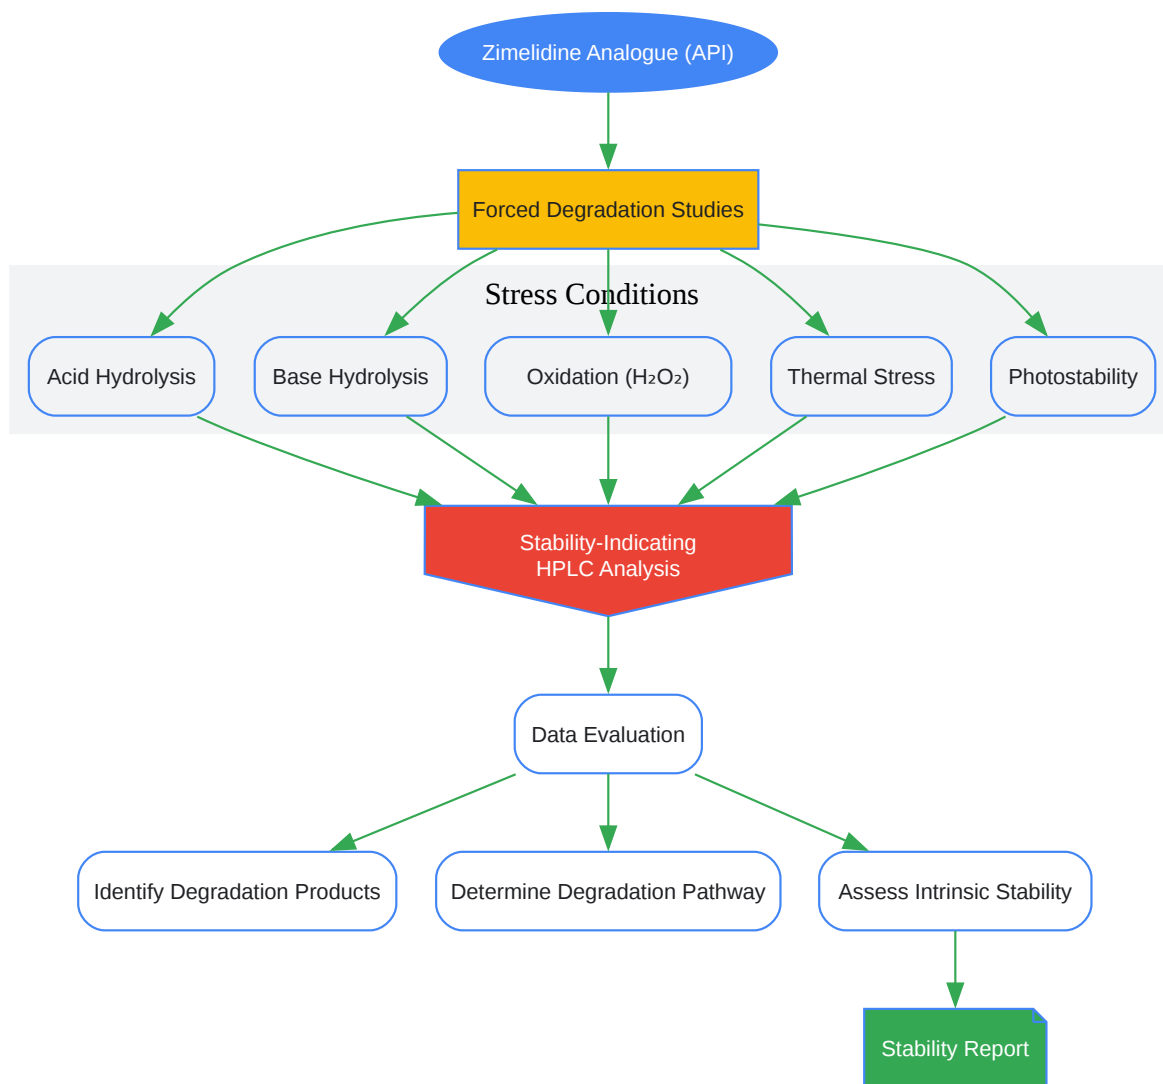 Zimelidine Analogue (API)
Forced Degradation Studies
Stress Conditions
Acid Hydrolysis
Base Hydrolysis
Oxidation (H₂O₂)
Thermal Stress
Photostability
Stability-Indicating
HPLC Analysis
Data Evaluation
Identify Degradation Products
Determine Degradation Pathway
Assess Intrinsic Stability
Stability Report